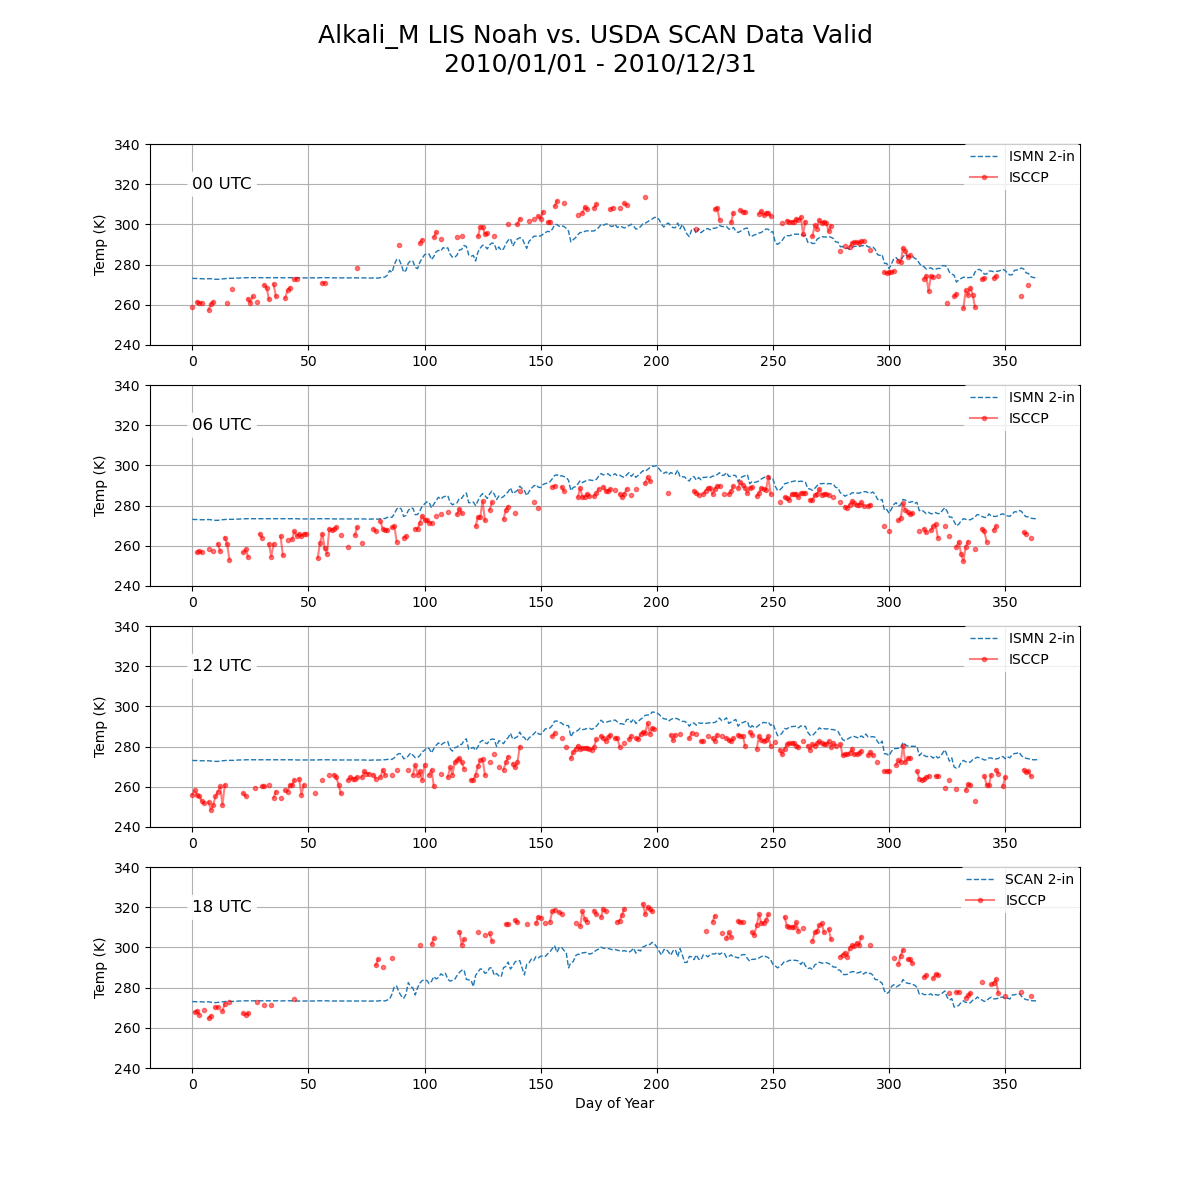 Alkali_M LIS Noah vs. USDA SCAN Data Valid
2010/01/01 - 2010/12/31
340
320
300
280
260
240
Temp (K)
00 UTC
ISMN 2-in
ISCCP
0 50 100 150 200 250 300 350
340
320
300
280
260
240
Temp (K)
06 UTC
ISMN 2-in
ISCCP
0 50 100 150 200 250 300 350
340
320
300
280
260
240
Temp (K)
12 UTC
ISMN 2-in
ISCCP
0 50 100 150 200 250 300 350
340
320
300
280
260
240
Temp (K)
18 UTC
SCAN 2-in
ISCCP
0 50 100 150 200 250 300 350
Day of Year